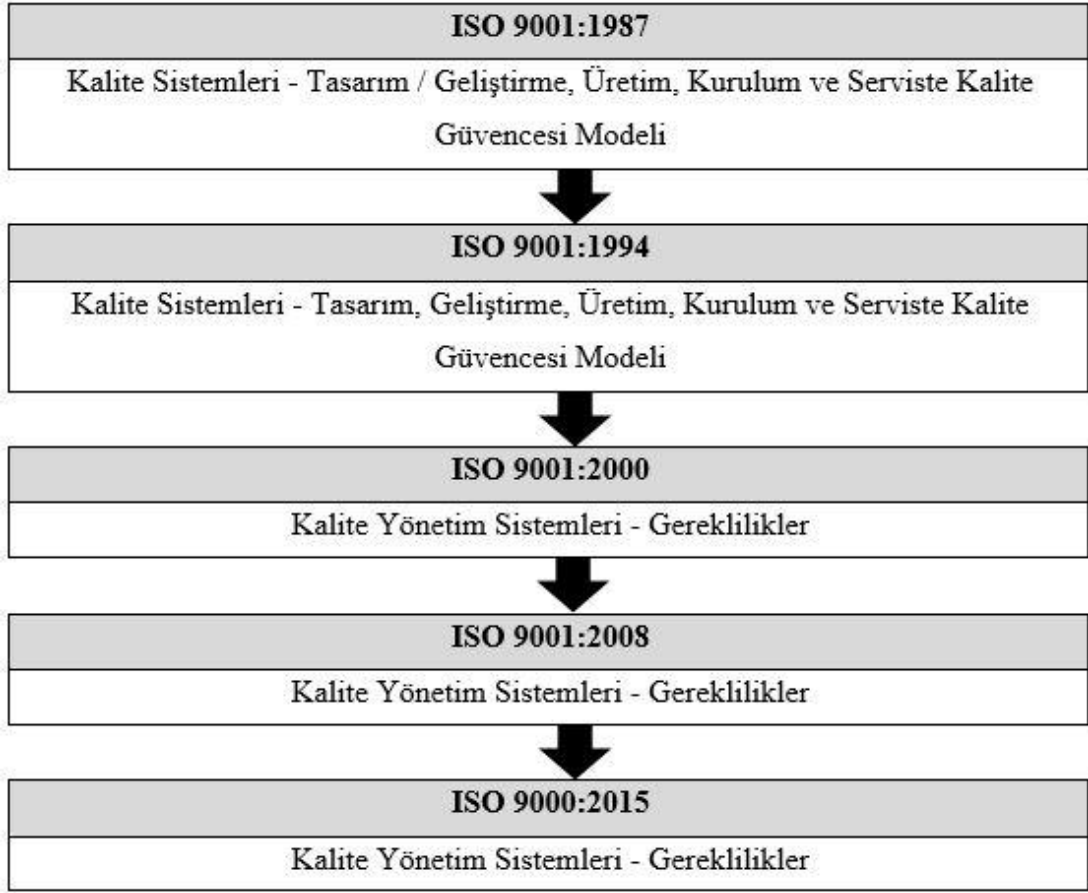 ISO 9001:1987
Kalite Sistemleri - Tasarım / Geliştirme, Üretim, Kurulum ve Serviste Kalite
Güvencesi Modeli
ISO 9001:1994
Kalite Sistemleri - Tasarım, Geliştirme, Üretim, Kurulum ve Serviste Kalite
Güvencesi Modeli
ISO 9001:2000
Kalite Yönetim Sistemleri - Gereklilikler
ISO 9001:2008
Kalite Yönetim Sistemleri - Gereklilikler
ISO 9000:2015
Kalite Yönetim Sistemleri - Gereklilikler